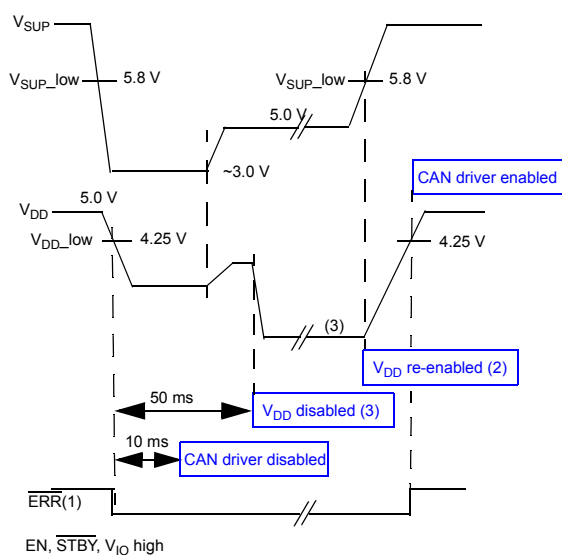 VSUP
VSUP_low
5.8 V
VSUP_low
5.8 V
5.0 V
~3.0 V
CAN driver enabled
5.0 V
VDD
VDD_low
4.25 V
4.25 V
(3)
VDD re-enabled (2)
50 ms
VDD disabled (3)
10 ms
CAN driver disabled
ERR(1)
EN, STBY, VIO high